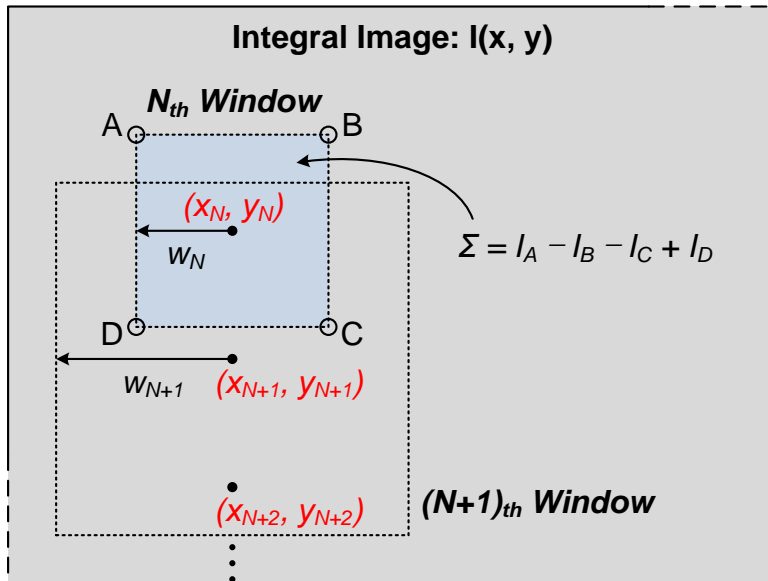 Integral Image: I(x, y)
Nth Window
A
B
(xN, yN)
wN
Σ = IA − IB − IC + ID
D
C
wN+1
(xN+1, yN+1)
(N+1)th Window
(xN+2, yN+2)